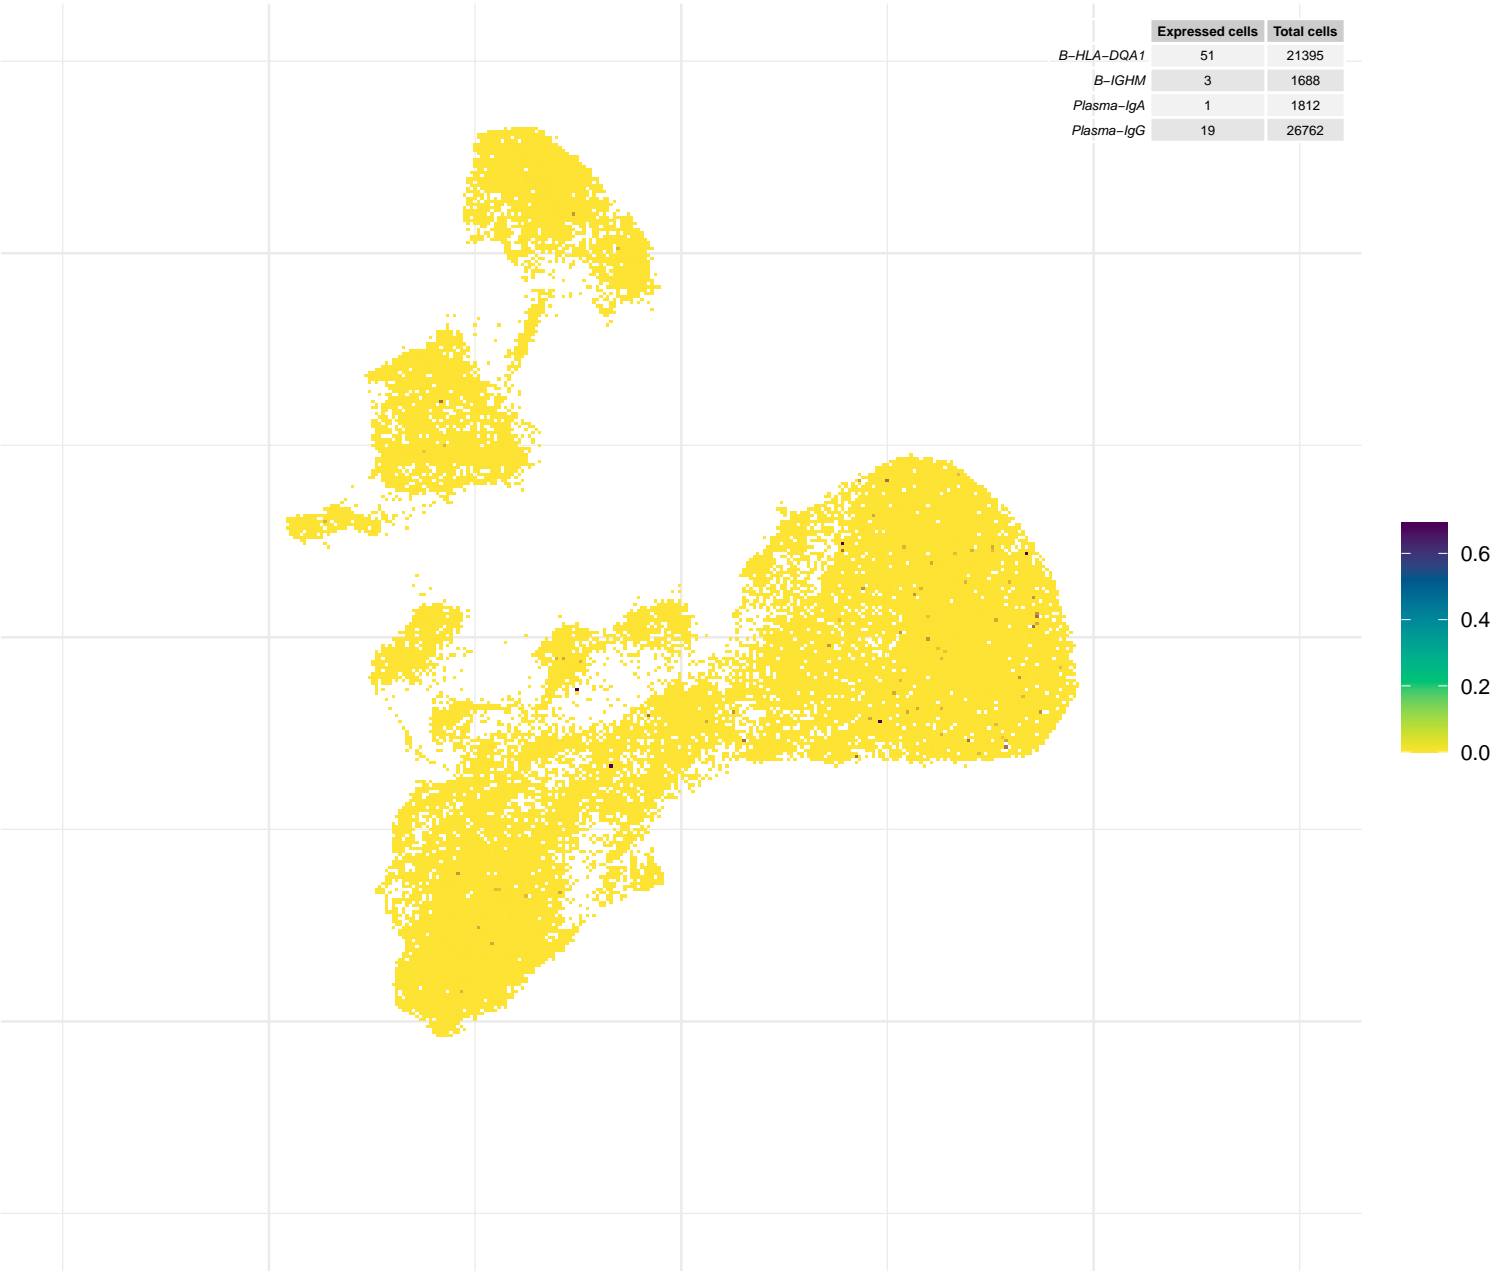 Expressed cells Total cells
B−HLA−DQA1 51 21395
B−IGHM 3 1688
Plasma−IgA 1 1812
Plasma−IgG 19 26762
0.6
0.4
0.2
0.0